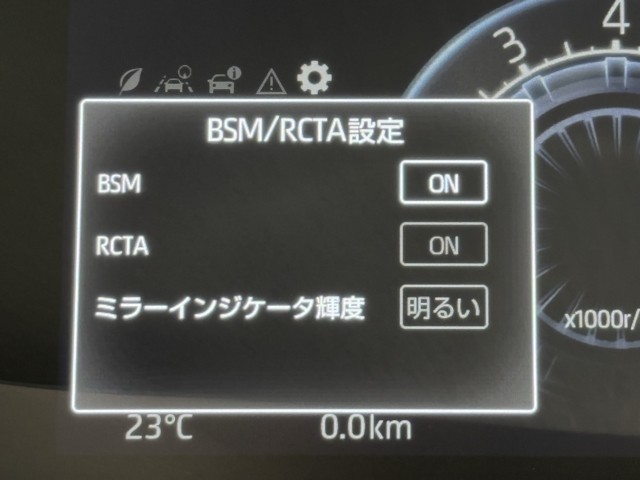 3 4
BSM/RCTA設定
BSM ON
RCTA ON
ミラーインジケータ輝度 明るい
x1000r/
23°C 0.0km